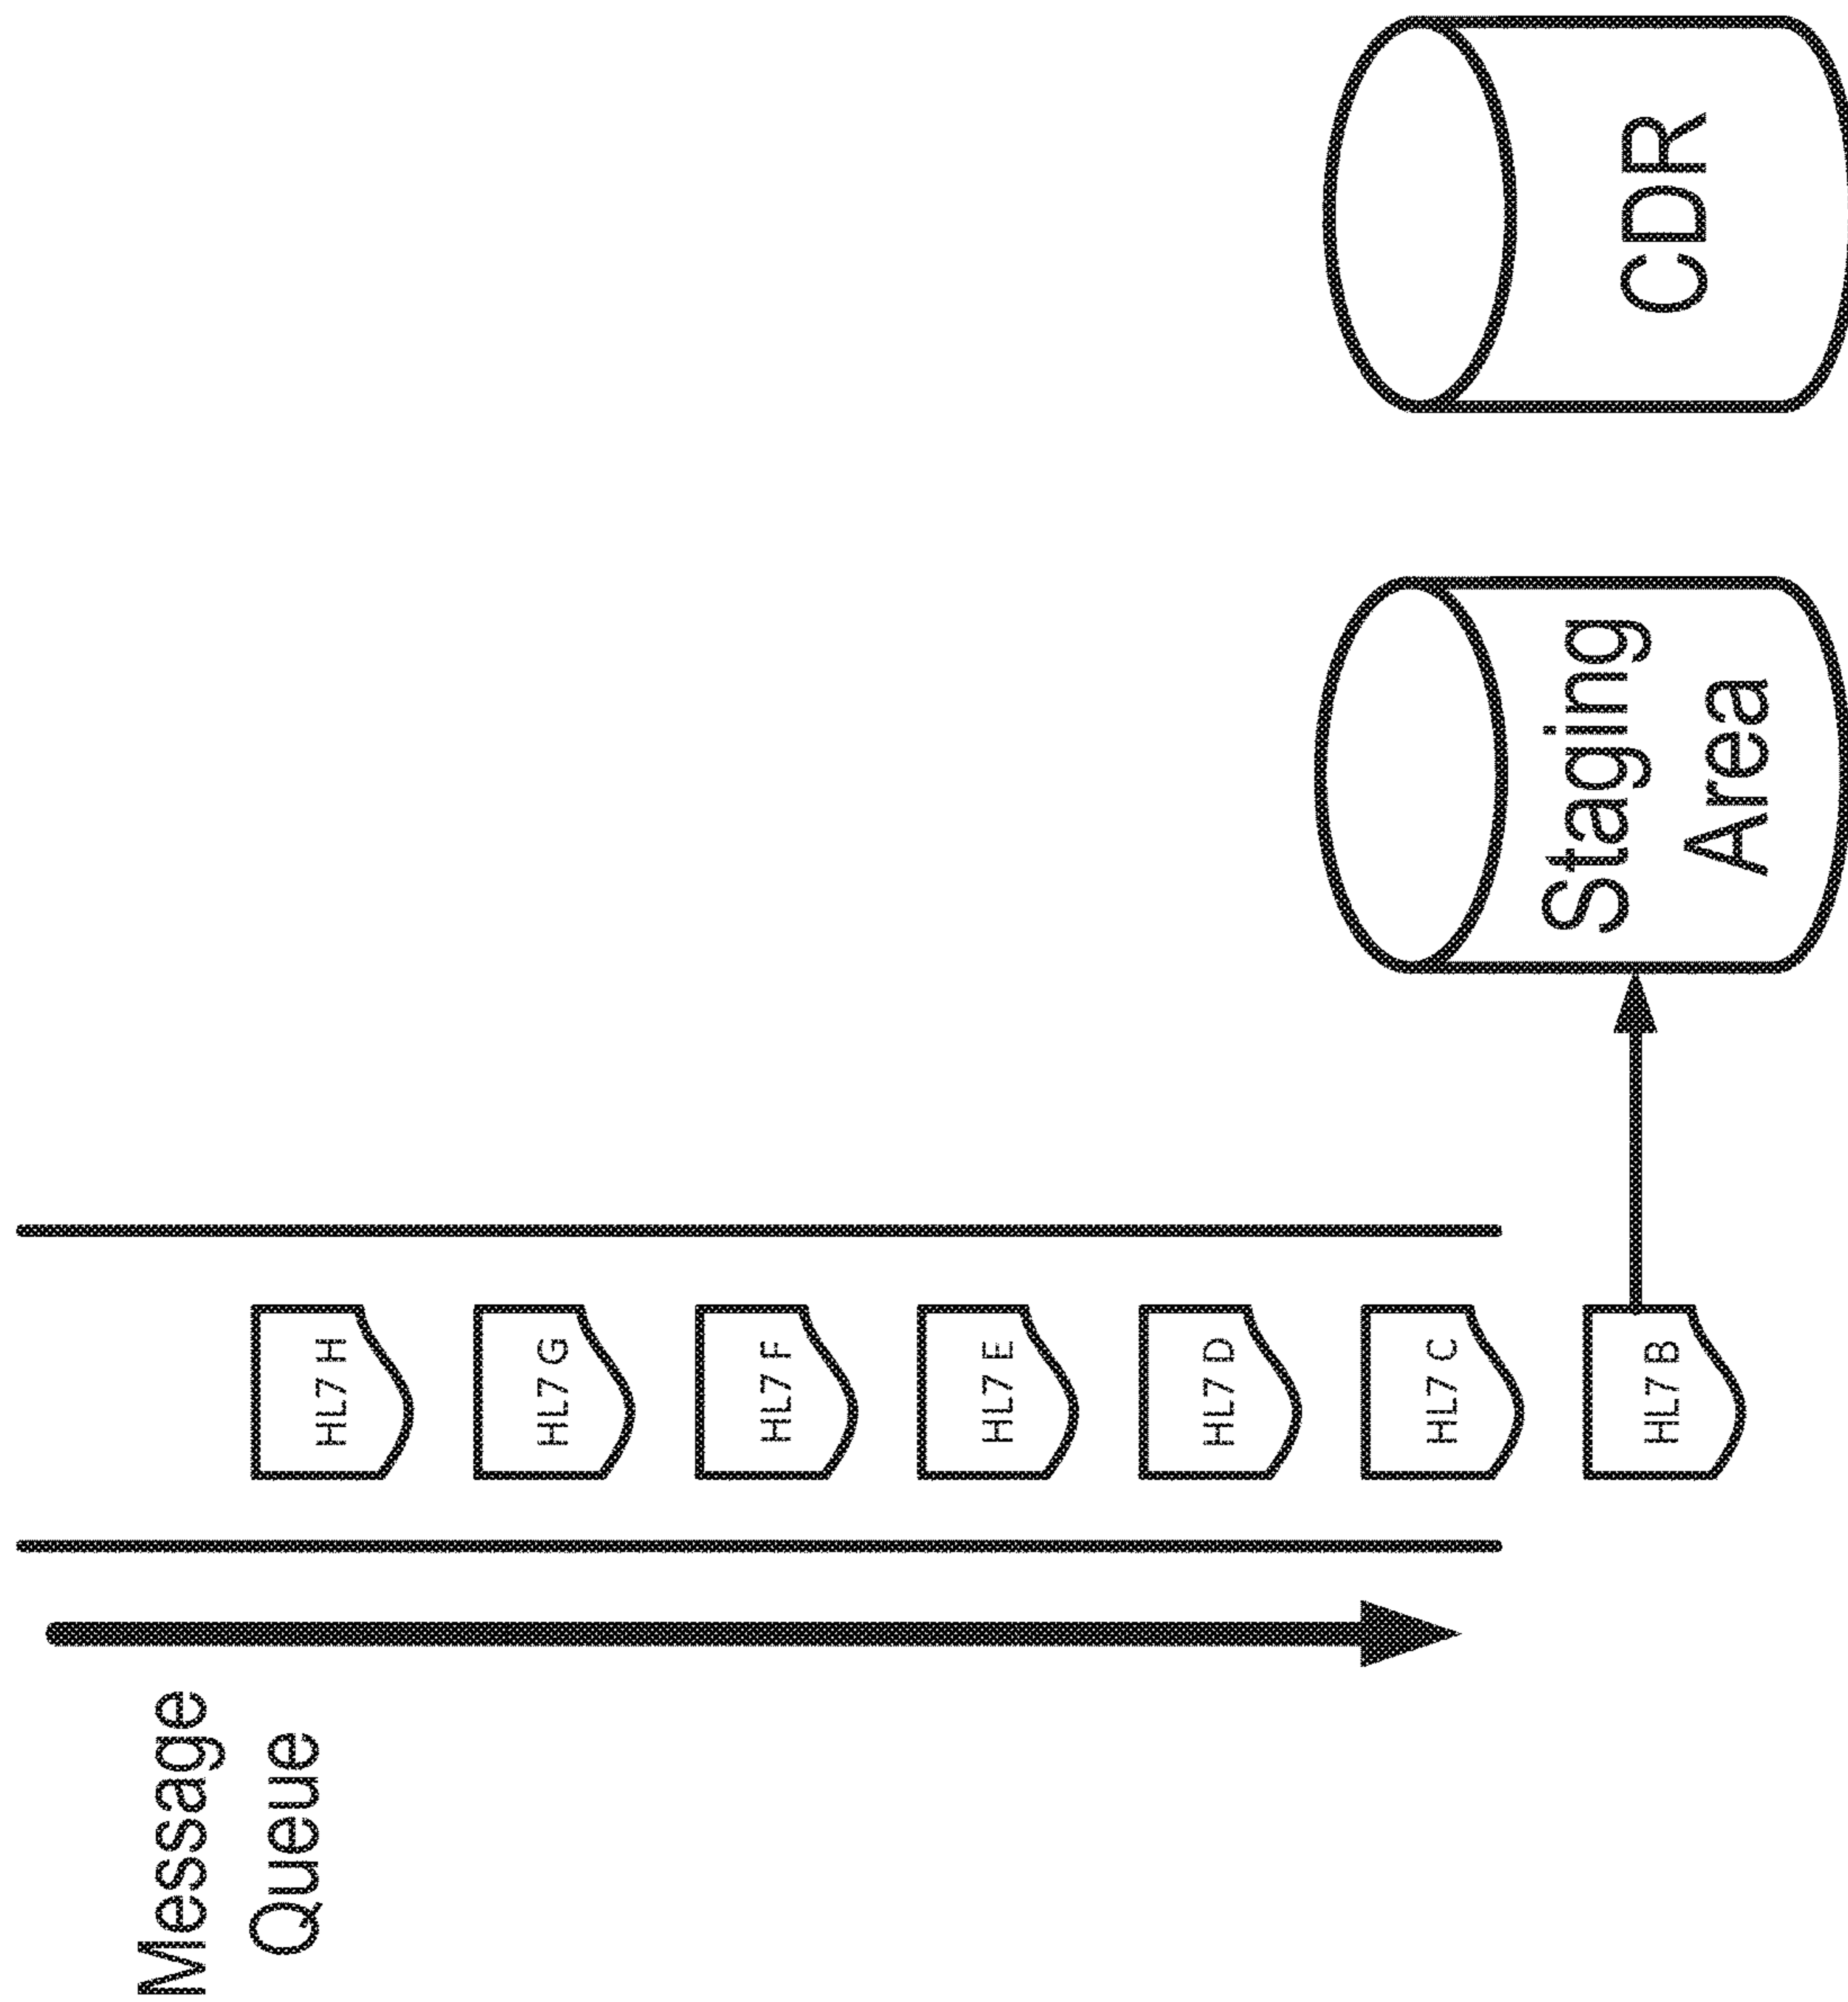 Message
Queue
HL7 H
HL7 G
HL7 F
HL7 E
HL7 D
HL7 C
HL7 B
Staging
Area
CDR